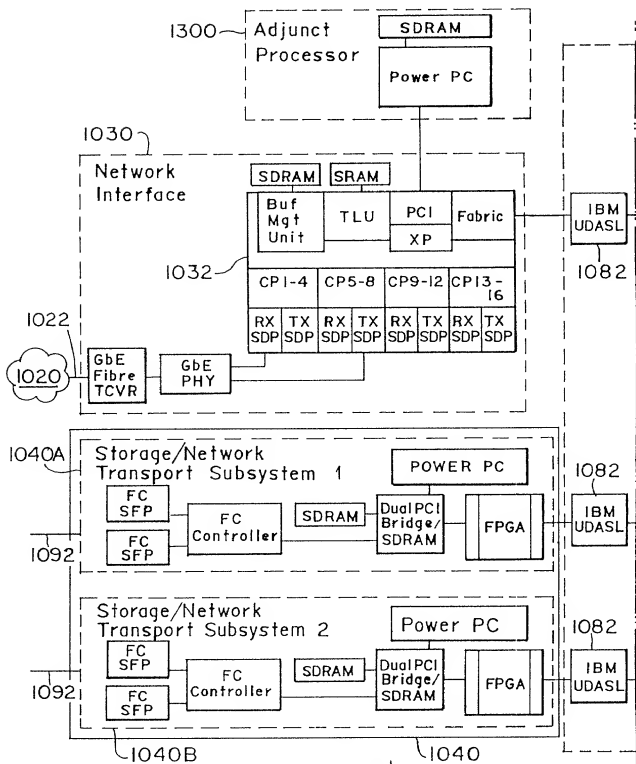 1300
Adjunct
Processor
SDRAM
Power PC
1030
Network
Interface
SDRAM
SRAM
Buf
Mgt
Unit
TLU
PCI
XP
Fabric
IBM
UDASL
1082
1032
CP1-4
CP5-8
CP9-12
CP13-
16
RX
SDP
TX
SDP
RX
SDP
TX
SDP
RX
SDP
TX
SDP
RX
SDP
TX
SDP
1022
1020
GbE
Fibre
TCVR
GbE
PHY
1040A
Storage/Network
Transport Subsystem 1
POWER PC
FC
SFP
FC
SFP
FC
Controller
SDRAM
Dual PCI
Bridge/
SDRAM
FPGA
1082
IBM
UDASL
1092
Storage/Network
Transport Subsystem 2
Power PC
FC
SFP
FC
SFP
FC
Controller
SDRAM
Dual PCI
Bridge/
SDRAM
FPGA
1082
IBM
UDASL
1092
1040B
1040